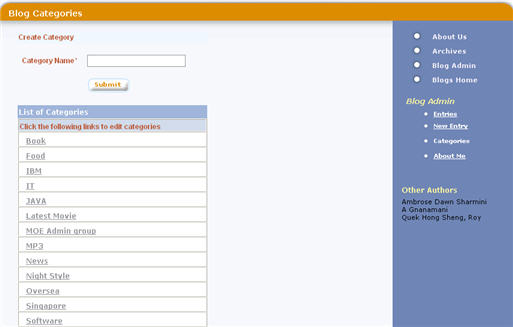 Blog Categories
Create Category
Category Name*
Submit
List of Categories
Click the following links to edit categories
Book
Food
IBM
IT
JAVA
Latest Movie
MOE Admin group
MP3
News
Night Style
Oversea
Singapore
Software
About Us
Archives
Blog Admin
Blogs Home
Blog Admin
Entries
New Entry
Categories
About Me
Other Authors
Ambrose Dawn Sharmini
A Gnanamani
Quek Hong Sheng, Roy